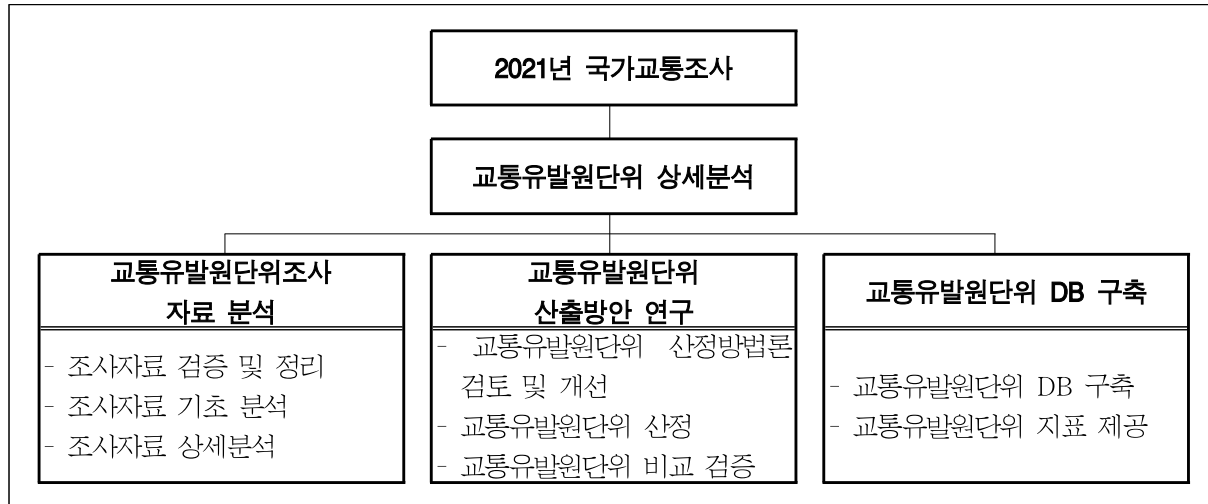 2021년 국가교통조사
교통유발원단위 상세분석
교통유발원단위조사
자료 분석
- 조사자료 검증 및 정리
- 조사자료 기초 분석
- 조사자료 상세분석
교통유발원단위
산출방안 연구
- 교통유발원단위 산정방법론
검토 및 개선
- 교통유발원단위 산정
- 교통유발원단위 비교 검증
교통유발원단위 DB 구축
- 교통유발원단위 DB 구축
- 교통유발원단위 지표 제공